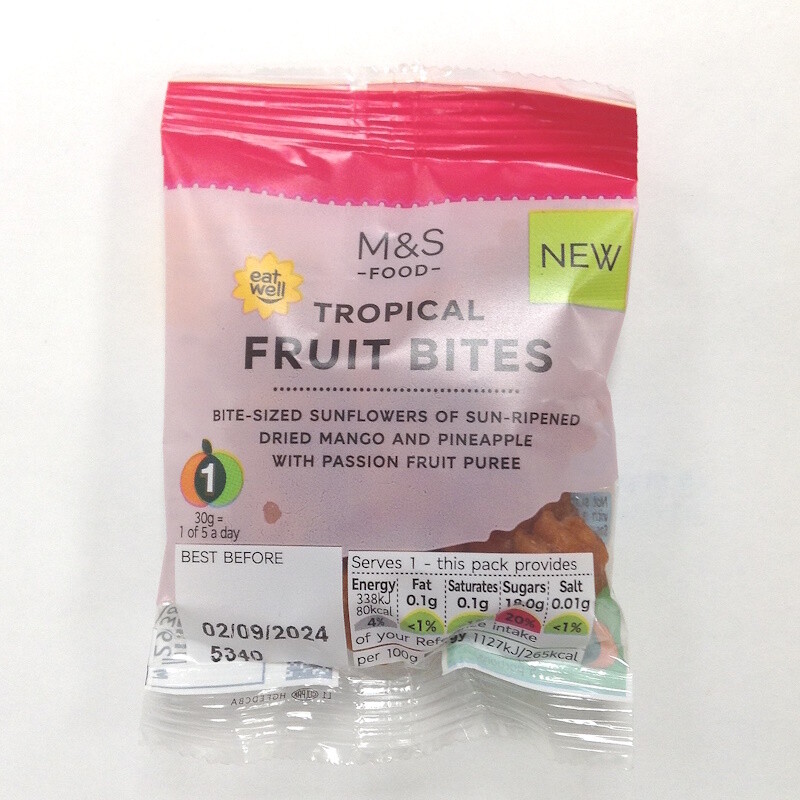 M&S
-FOOD-
NEW
eat
well
TROPICAL
FRUIT BITES
BITE-SIZED SUNFLOWERS OF SUN-RIPENED
DRIED MANGO AND PINEAPPLE
WITH PASSION FRUIT PUREE
1
30g =
1 of 5 a day
BEST BEFORE
02/09/2024
5340
Serves 1 - this pack provides
Energy Fat Saturates Sugars Salt
338kJ 0.1g 0.1g 18.0g 0.01g
80kcal
4% <1% 20% <1%
of your intake
per 100g 1127kJ/265kcal